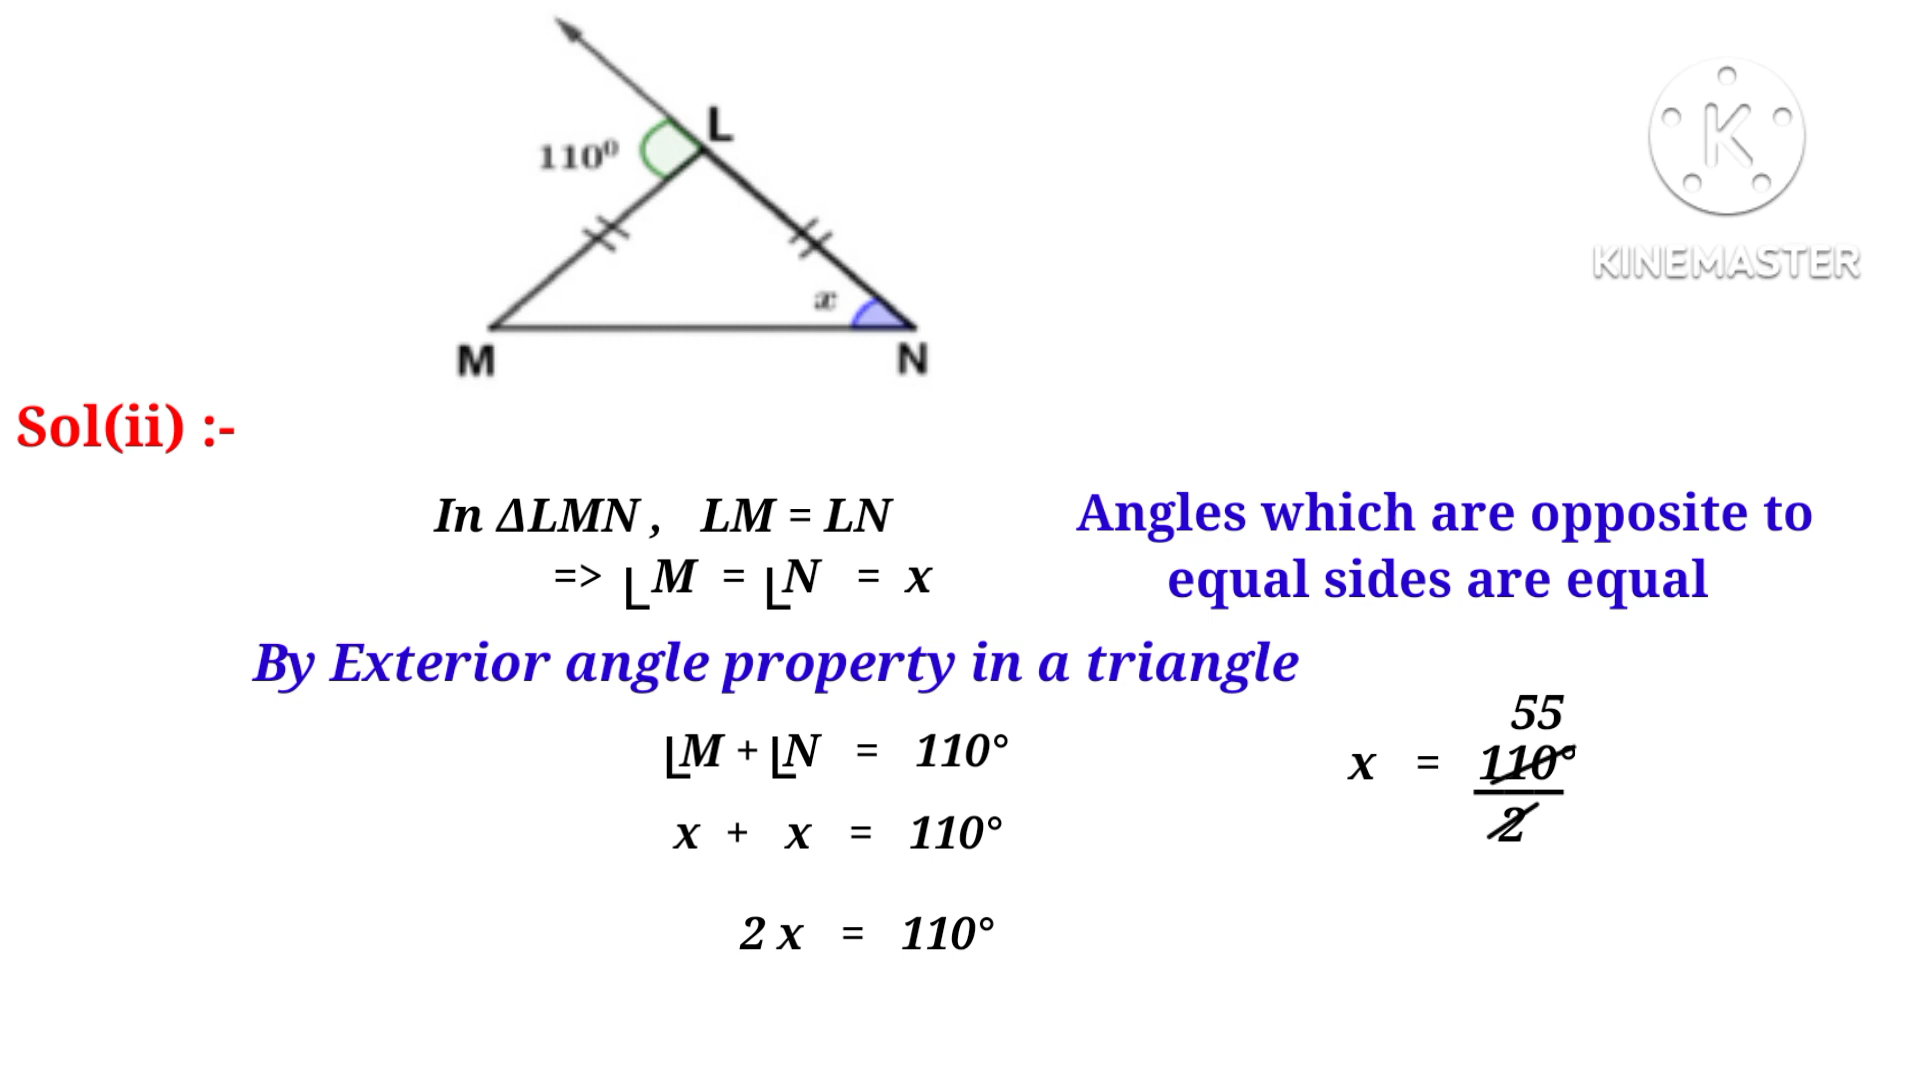 L
110⁰
x
M N
KINEMASTER
Sol(ii) :-
In ΔLMN , LM = LN
=> ⌊M = ⌊N = x
Angles which are opposite to
equal sides are equal
By Exterior angle property in a triangle
⌊M + ⌊N = 110°
x + x = 110°
2 x = 110°
55
x = 110°
2